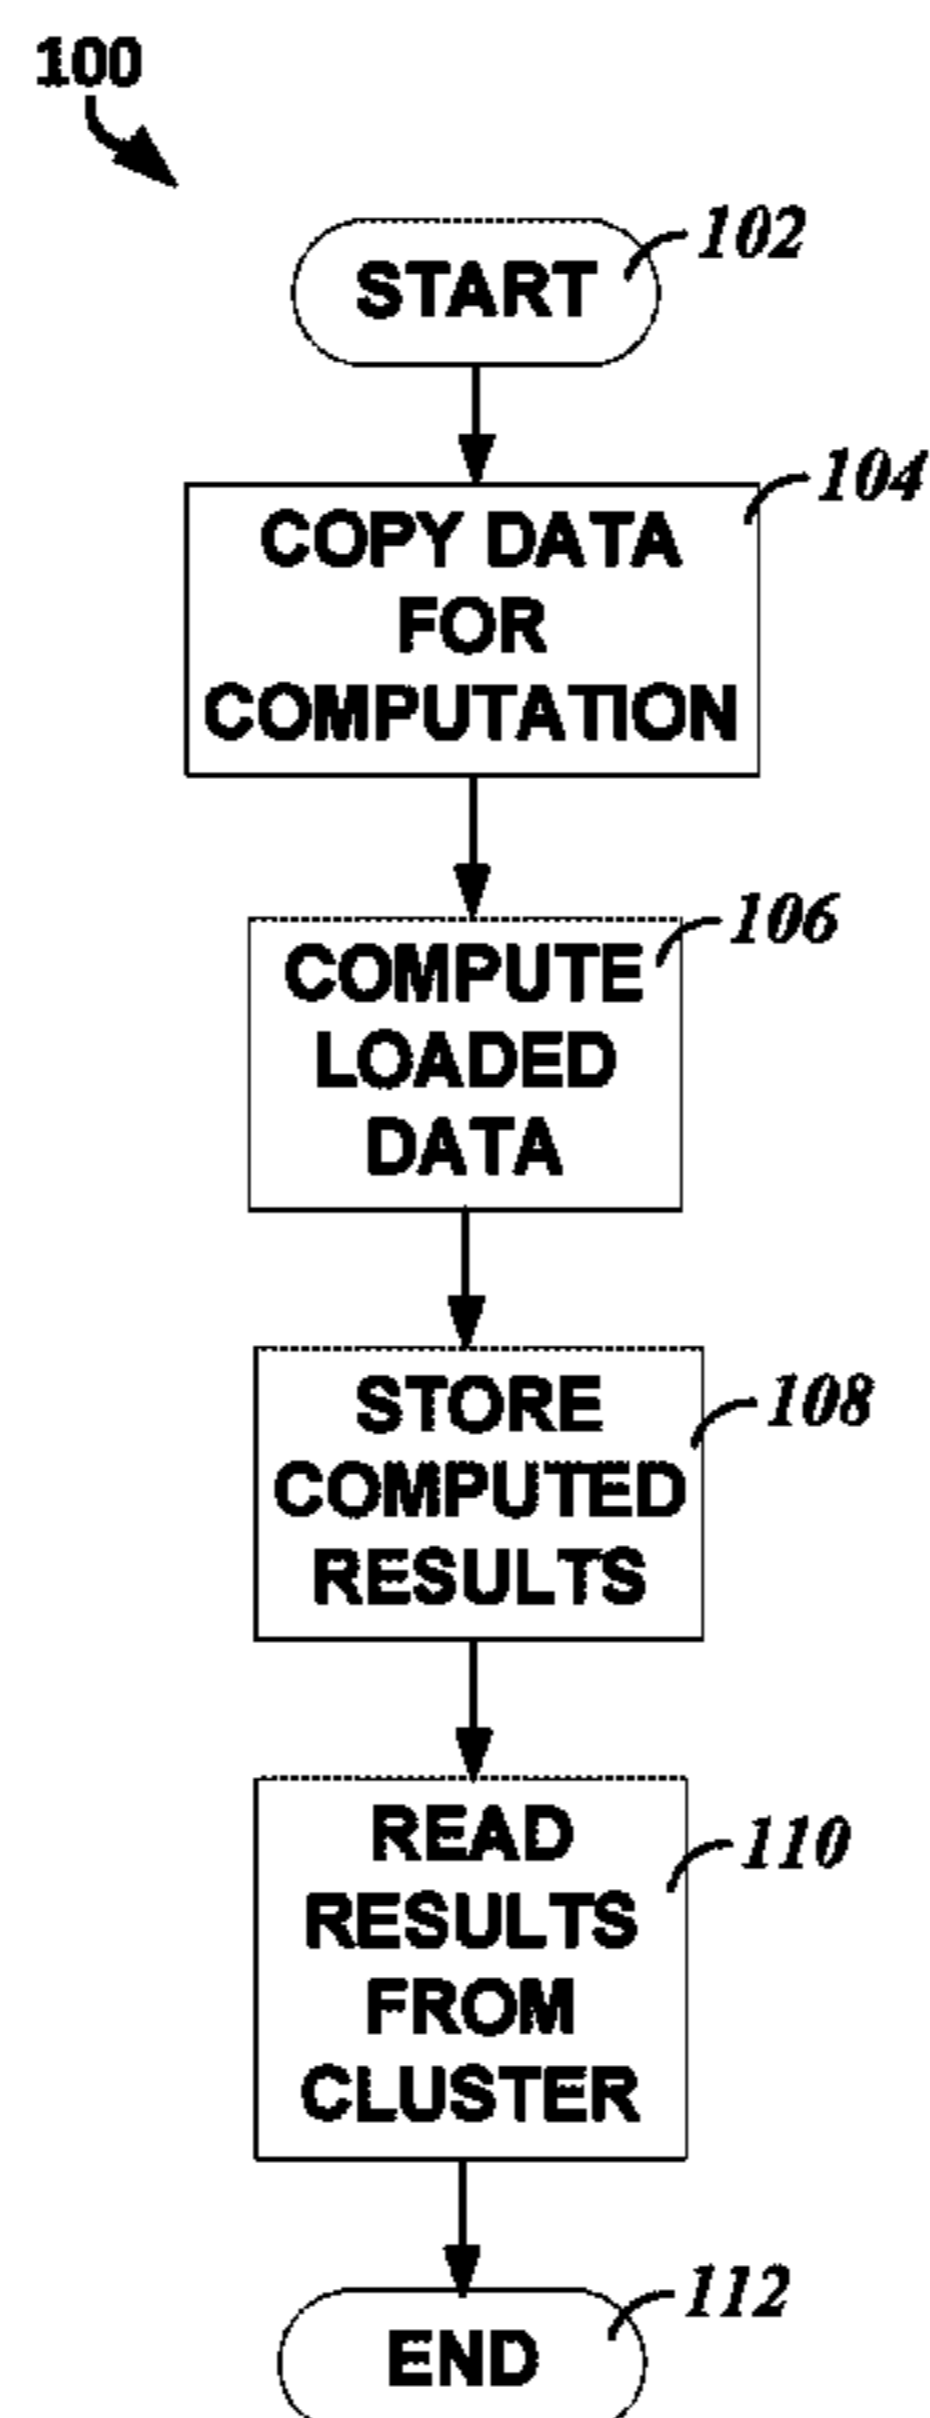 100
102
START
104
COPY DATA
FOR
COMPUTATION
106
COMPUTE
LOADED
DATA
108
STORE
COMPUTED
RESULTS
110
READ
RESULTS
FROM
CLUSTER
112
END